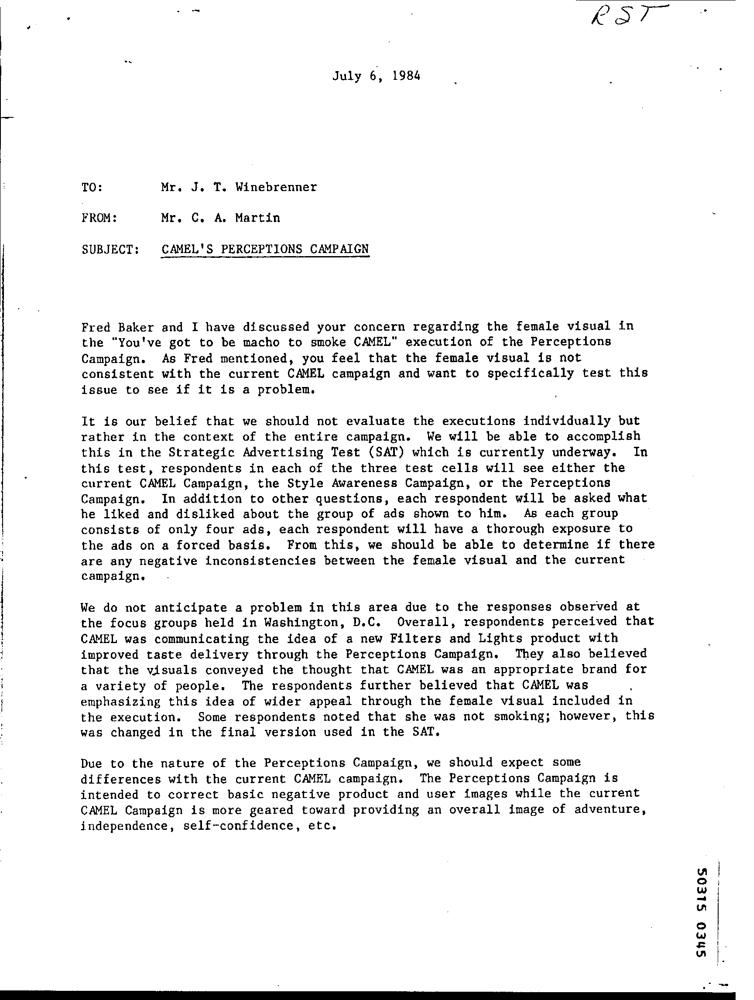 RST
July 6, 1984
TO: Mr. J. T. Winebrenner
FROM: Mr. C. A. Martin
SUBJECT: CAMEL'S PERCEPTIONS CAMPAIGN
Fred Baker and I have discussed your concern regarding the female visual in
the "You've got to be macho to smoke CAMEL" execution of the Perceptions
Campaign. As Fred mentioned, you feel that the female visual is not
consistent with the current CAMEL campaign and want to specifically test this
issue to see if it is a problem.
It is our belief that we should not evaluate the executions individually but
rather in the context of the entire campaign. We will be able to accomplish
this in the Strategic Advertising Test (SAT) which is currently underway. In
this test, respondents in each of the three test cells will see either the
current CAMEL Campaign, the Style Awareness Campaign, or the Perceptions
Campaign. In addition to other questions, each respondent will be asked what
he liked and disliked about the group of ads shown to him. As each group
consists of only four ads, each respondent will have a thorough exposure to
the ads on a forced basis. From this, we should be able to determine if there
are any negative inconsistencies between the female visual and the current
campaign.
We do not anticipate a problem in this area due to the responses observed at
the focus groups held in Washington, D.C. Overall, respondents perceived that
CAMEL was communicating the idea of a new Filters and Lights product with
improved taste delivery through the Perceptions Campaign. They also believed
that the visuals conveyed the thought that CAMEL was an appropriate brand for
a variety of people. The respondents further believed that CAMEL was
emphasizing this idea of wider appeal through the female visual included in
the execution. Some respondents noted that she was not smoking; however, this
was changed in the final version used in the SAT.
Due to the nature of the Perceptions Campaign, we should expect some
differences with the current CAMEL campaign. The Perceptions Campaign is
intended to correct basic negative product and user images while the current
CAMEL Campaign is more geared toward providing an overall image of adventure,
independence, self-confidence, etc.
50315 0345